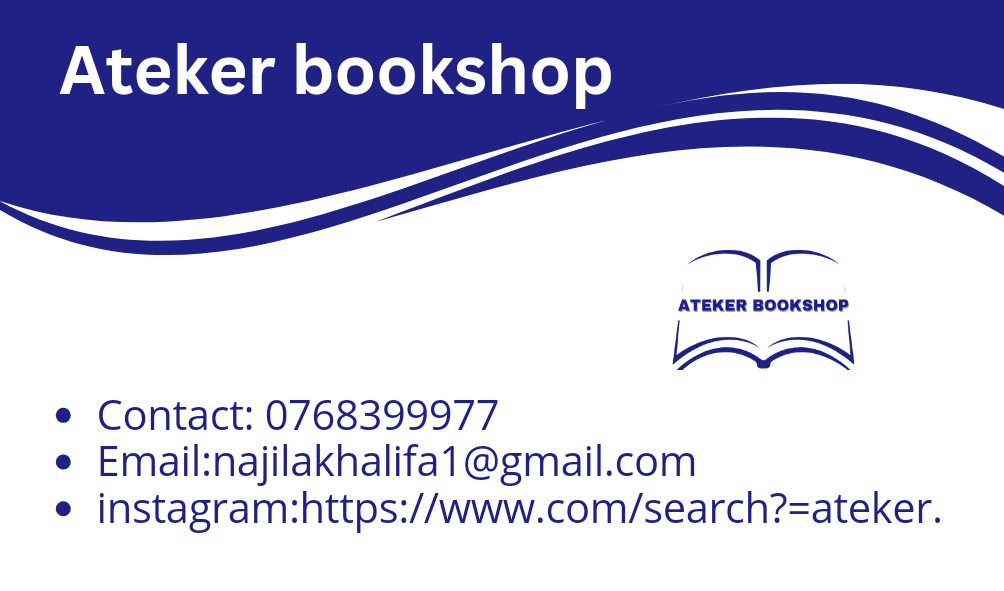 Ateker bookshop
ATEKER BOOKSHOP
Contact: 0768399977
Email:najilakhalifa1@gmail.com
instagram:https://www.com/search?=ateker.